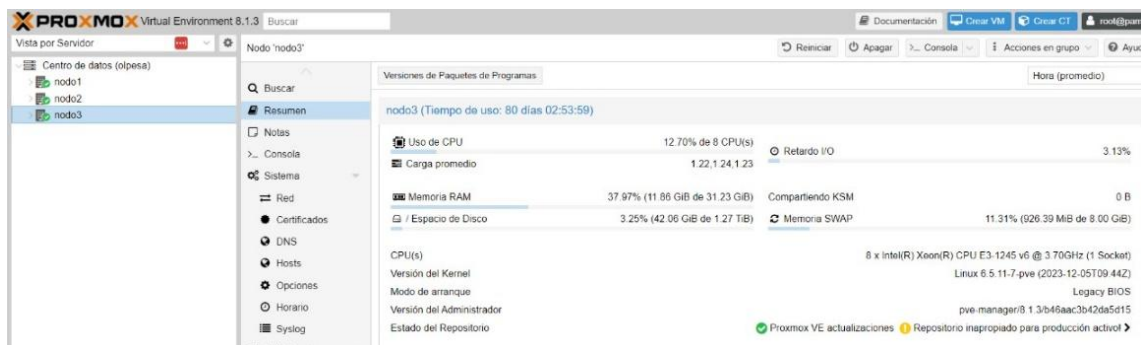 PROXMOX Virtual Environment 8.1.3 Buscar
Documentación Crear VM Crear CT root@pam
Vista por Servidor
Nodo 'nodo3'
Reiniciar Apagar >_ Consola Acciones en grupo Ayuc
Centro de datos (olpesa)
nodo1
nodo2
nodo3
Buscar
Resumen
Notas
>_ Consola
Sistema
Red
Certificados
DNS
Hosts
Opciones
Horario
Syslog
Versiones de Paquetes de Programas
Hora (promedio)
nodo3 (Tiempo de uso: 80 días 02:53:59)
Uso de CPU 12.70% de 8 CPU(s)
Retardo I/O 3.13%
Carga promedio 1.22,1.24,1.23
Memoria RAM 37.97% (11.86 GiB de 31.23 GiB)
Compartiendo KSM 0 B
/ Espacio de Disco 3.25% (42.06 GiB de 1.27 TiB)
Memoria SWAP 11.31% (926.39 MiB de 8.00 GiB)
CPU(s) 8 x Intel(R) Xeon(R) CPU E3-1245 v6 @ 3.70GHz (1 Socket)
Versión del Kernel Linux 6.5.11-7-pve (2023-12-05T09:44Z)
Modo de arranque Legacy BIOS
Versión del Administrador pve-manager/8.1.3/b46aac3b42da5d15
Estado del Repositorio Proxmox VE actualizaciones Repositorio inapropiado para producción activo!